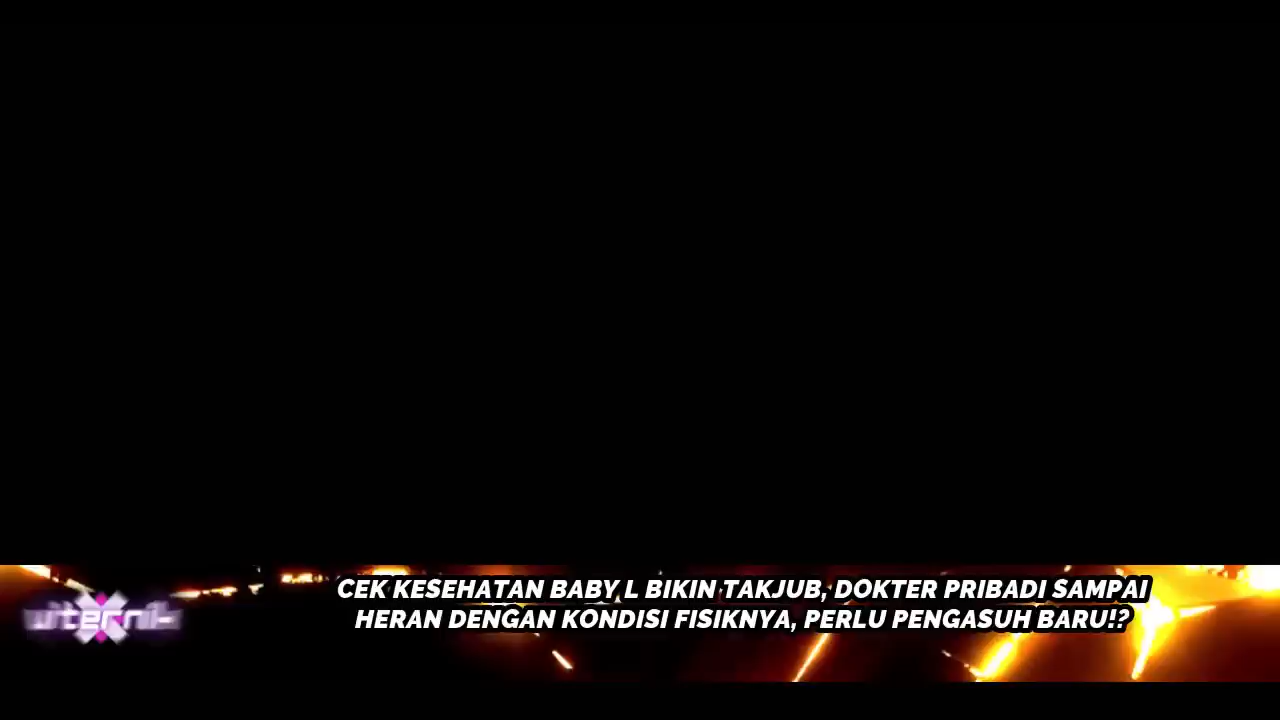 CEK KESEHATAN BABY L BIKIN TAKJUB, DOKTER PRIBADI SAMPAI
HERAN DENGAN KONDISI FISIKNYA, PERLU PENGASUH BARU!?